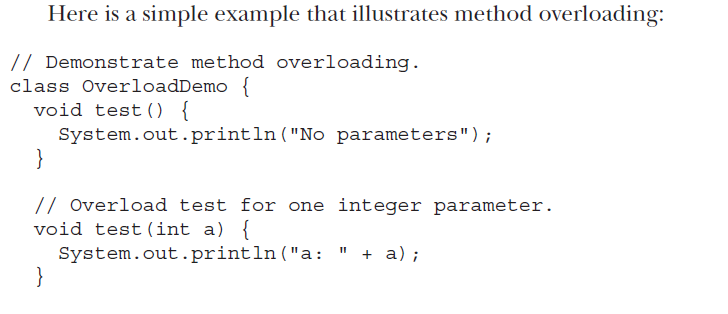 Here is a simple example that illustrates method overloading:
// Demonstrate method overloading.
class OverloadDemo {
  void test() {
    System.out.println("No parameters");
  }
  // Overload test for one integer parameter.
  void test(int a) {
    System.out.println("a: " + a);
  }